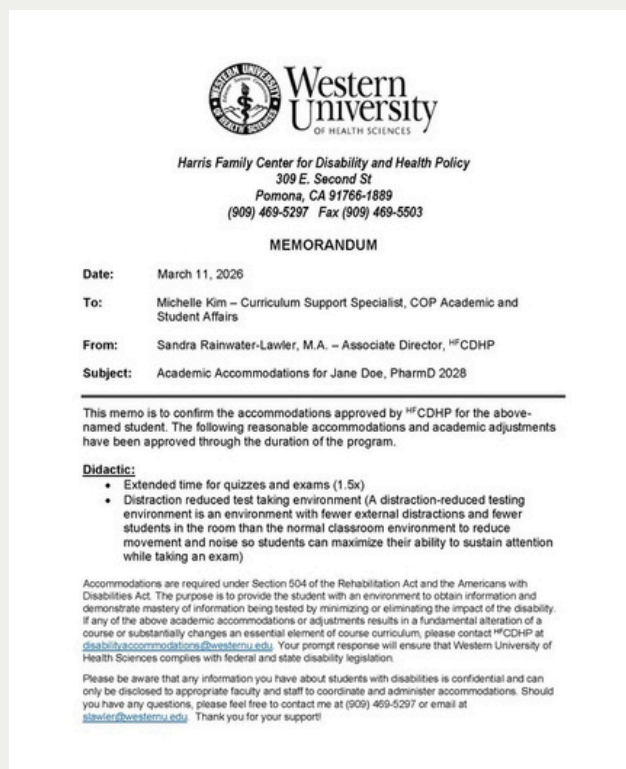 WESTERN UNIVERSITY
OF HEALTH SCIENCES
Western
University
OF HEALTH SCIENCES
Harris Family Center for Disability and Health Policy
309 E. Second St
Pomona, CA 91766-1889
(909) 469-5297 Fax (909) 469-5503
MEMORANDUM
Date: March 11, 2026
To: Michelle Kim – Curriculum Support Specialist, COP Academic and
Student Affairs
From: Sandra Rainwater-Lawler, M.A. – Associate Director, HFCDHP
Subject: Academic Accommodations for Jane Doe, PharmD 2028
This memo is to confirm the accommodations approved by HFCDHP for the above-
named student. The following reasonable accommodations and academic adjustments
have been approved through the duration of the program.
Didactic:
• Extended time for quizzes and exams (1.5x)
• Distraction reduced test taking environment (A distraction-reduced testing
environment is an environment with fewer external distractions and fewer
students in the room than the normal classroom environment to reduce
movement and noise so students can maximize their ability to sustain attention
while taking an exam)
Accommodations are required under Section 504 of the Rehabilitation Act and the Americans with
Disabilities Act. The purpose is to provide the student with an environment to obtain information and
demonstrate mastery of information being tested by minimizing or eliminating the impact of the disability.
If any of the above academic accommodations or adjustments results in a fundamental alteration of a
course or substantially changes an essential element of course curriculum, please contact HFCDHP at
disabilityaccommodations@westernu.edu. Your prompt response will ensure that Western University of
Health Sciences complies with federal and state disability legislation.
Please be aware that any information you have about students with disabilities is confidential and can
only be disclosed to appropriate faculty and staff to coordinate and administer accommodations. Should
you have any questions, please feel free to contact me at (909) 469-5297 or email at
slawler@westernu.edu. Thank you for your support!